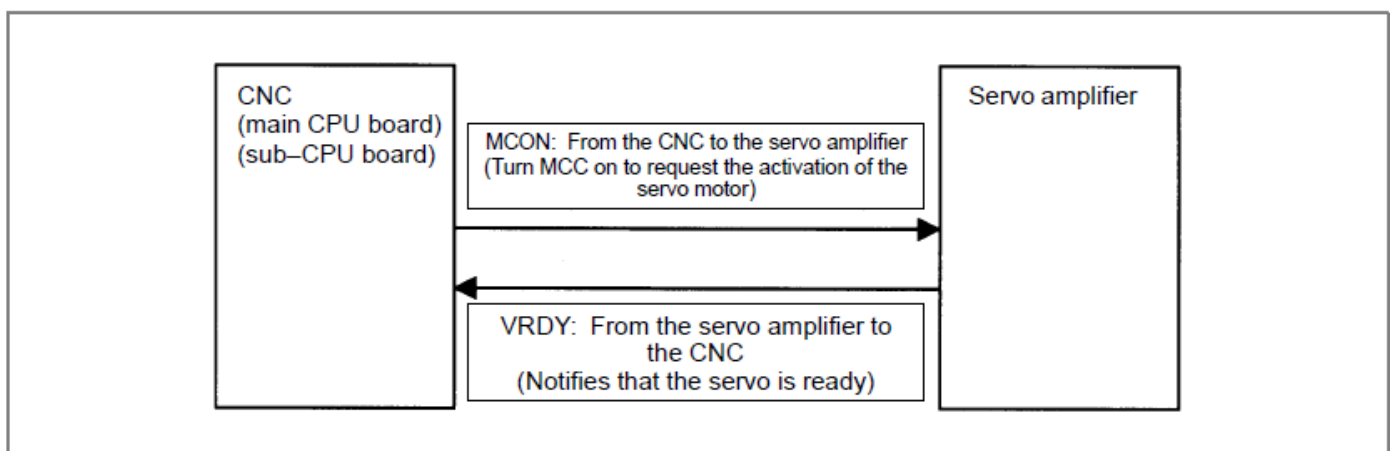 CNC
(main CPU board)
(sub–CPU board)
MCON: From the CNC to the servo amplifier
(Turn MCC on to request the activation of the
servo motor)
Servo amplifier
VRDY: From the servo amplifier to
the CNC
(Notifies that the servo is ready)